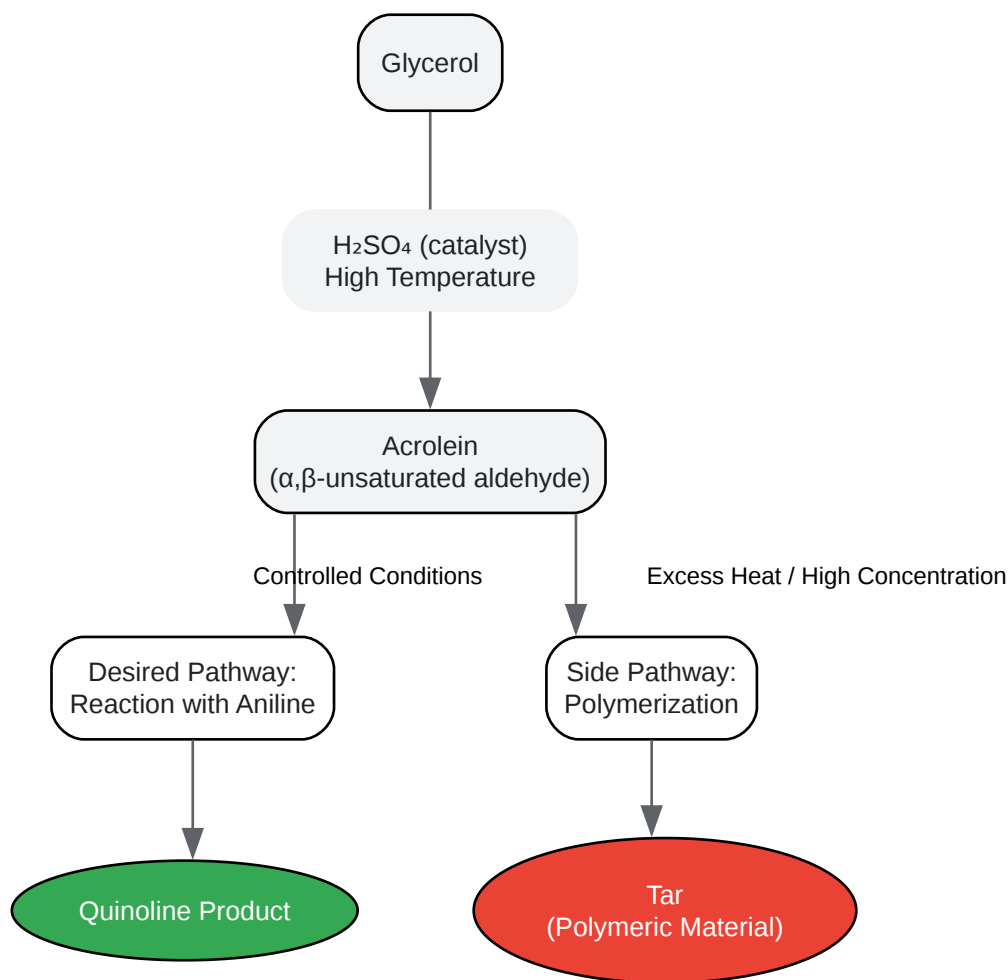 Glycerol
H₂SO₄ (catalyst)
High Temperature
Acrolein
(α,β-unsaturated aldehyde)
Controlled Conditions
Excess Heat / High Concentration
Desired Pathway:
Reaction with Aniline
Side Pathway:
Polymerization
Quinoline Product
Tar
(Polymeric Material)